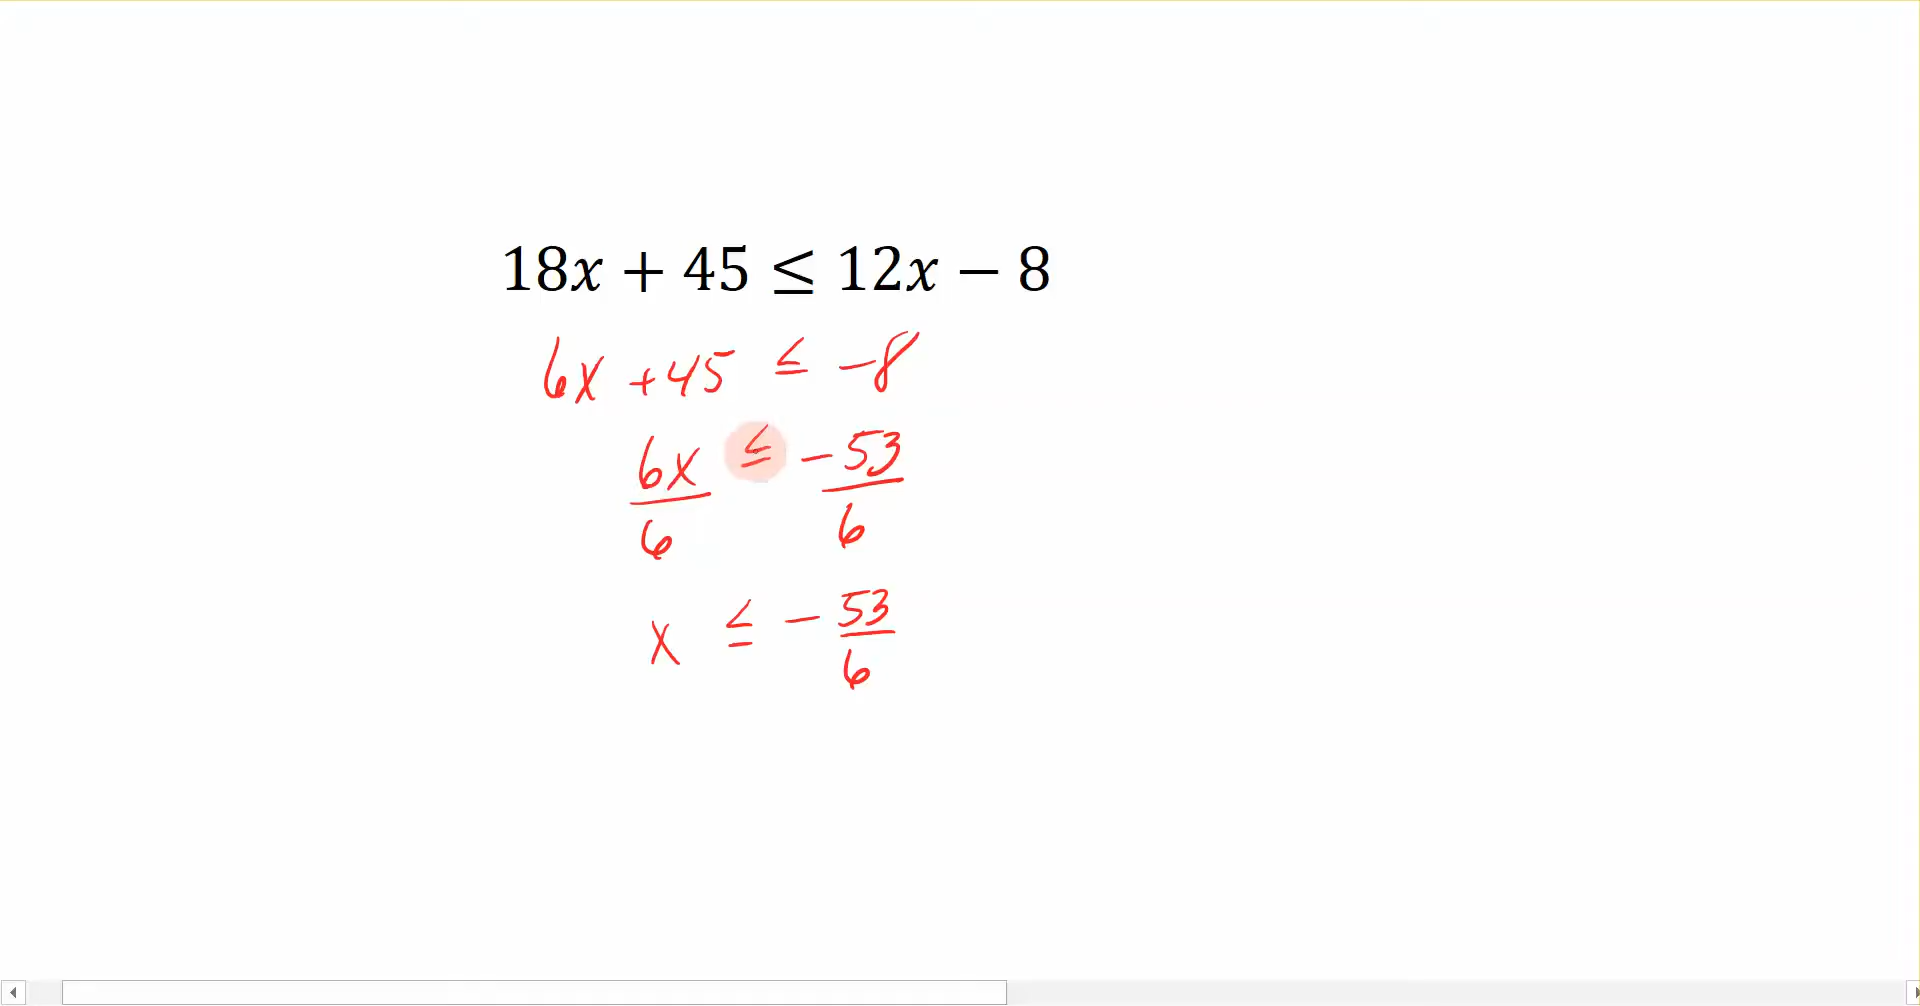 18x + 45 ≤ 12x − 8
6x + 45 ≤ −8
6x ≤ −53
6 6
x ≤ − 53
6